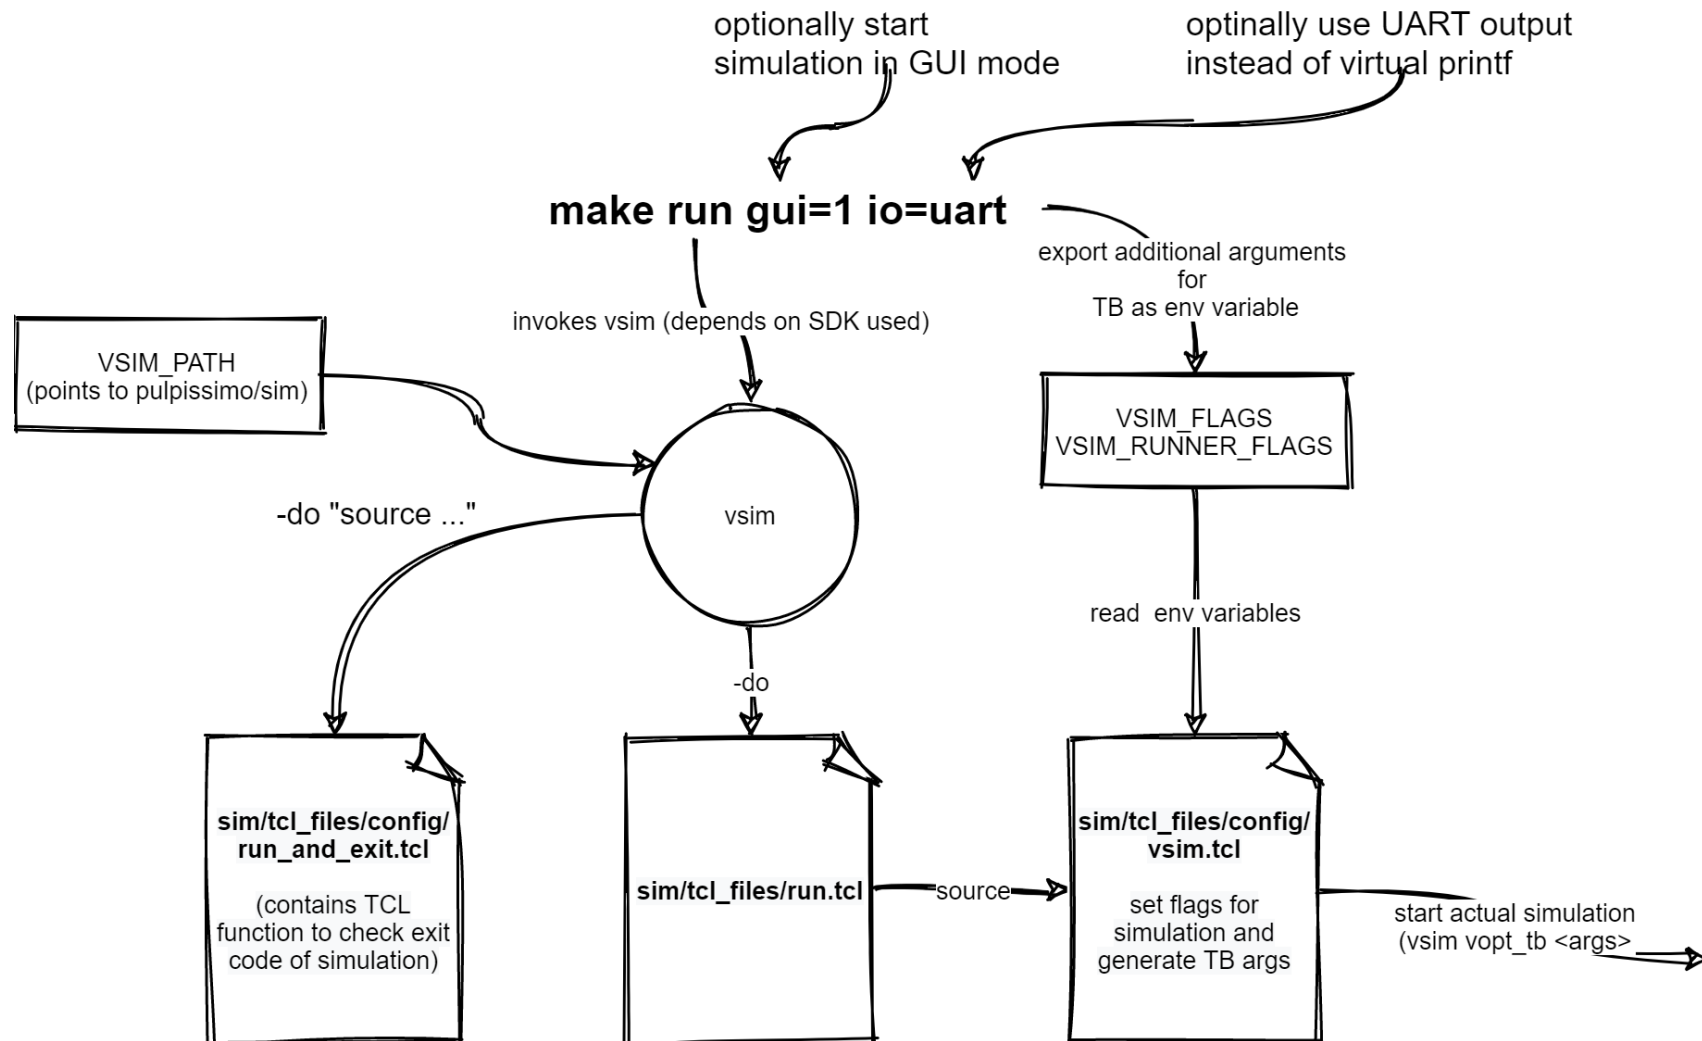 optionally start
simulation in GUI mode
optinally use UART output
instead of virtual printf
make run gui=1 io=uart
export additional arguments
for
TB as env variable
invokes vsim (depends on SDK used)
VSIM_PATH
(points to pulpissimo/sim)
VSIM_FLAGS
VSIM_RUNNER_FLAGS
-do "source ..."
vsim
read  env variables
-do
sim/tcl_files/config/
run_and_exit.tcl
(contains TCL
function to check exit
code of simulation)
sim/tcl_files/run.tcl
source
sim/tcl_files/config/
vsim.tcl
set flags for
simulation and
generate TB args
start actual simulation
(vsim vopt_tb <args>